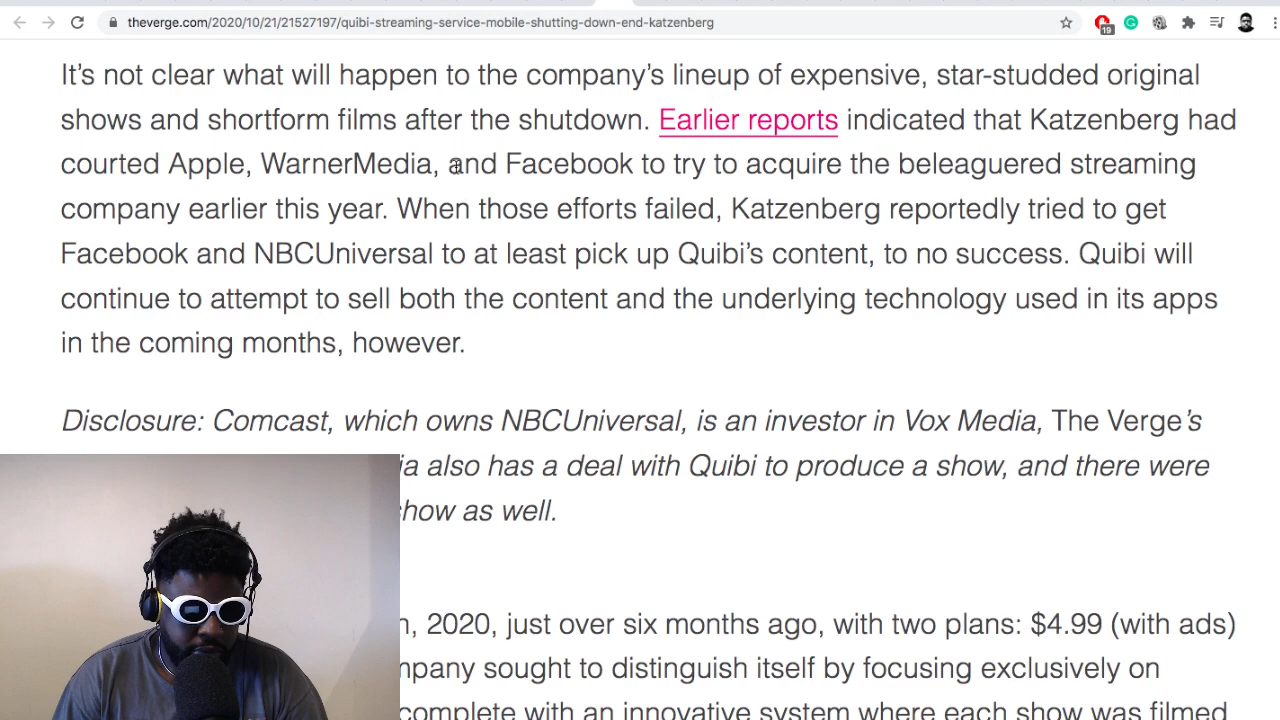 theverge.com/2020/10/21/21527197/quibi-streaming-service-mobile-shutting-down-end-katzenberg
19
It’s not clear what will happen to the company’s lineup of expensive, star-studded original
shows and shortform films after the shutdown. Earlier reports indicated that Katzenberg had
courted Apple, WarnerMedia, and Facebook to try to acquire the beleaguered streaming
company earlier this year. When those efforts failed, Katzenberg reportedly tried to get
Facebook and NBCUniversal to at least pick up Quibi’s content, to no success. Quibi will
continue to attempt to sell both the content and the underlying technology used in its apps
in the coming months, however.
Disclosure: Comcast, which owns NBCUniversal, is an investor in Vox Media, The Verge’s
also has a deal with Quibi to produce a show, and there were
as well.
2020, just over six months ago, with two plans: $4.99 (with ads)
sought to distinguish itself by focusing exclusively on
complete with an innovative system where each show was filmed